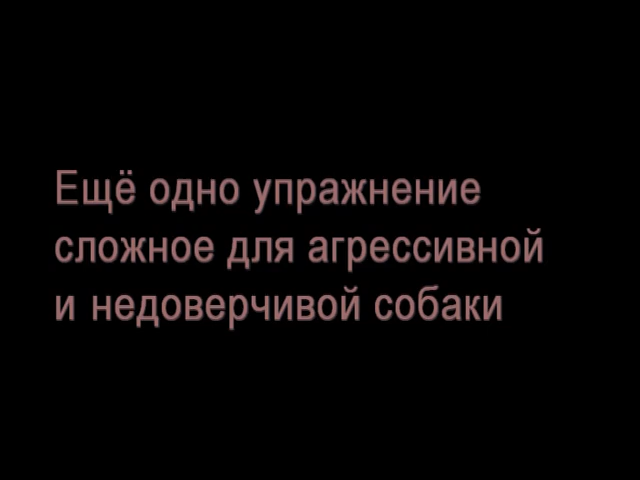 Ещё одно упражнение
сложное для агрессивной
и недоверчивой собаки